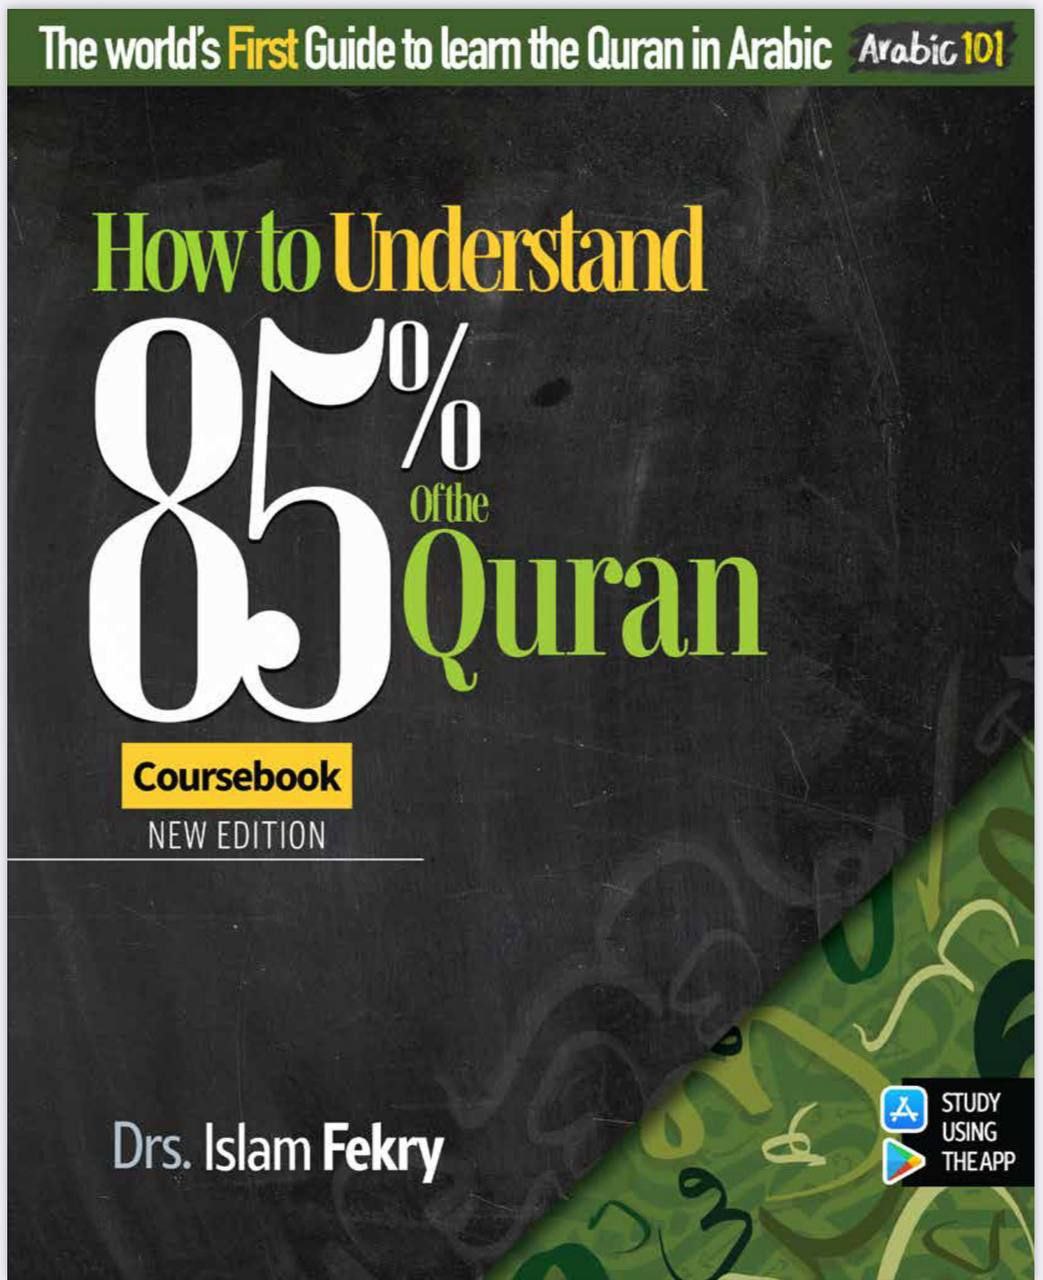 The world's First Guide to learn the Quran in Arabic Arabic 101
How to Understand
85%
Of the
Quran
Coursebook
NEW EDITION
Drs. Islam Fekry
STUDY
USING
THE APP